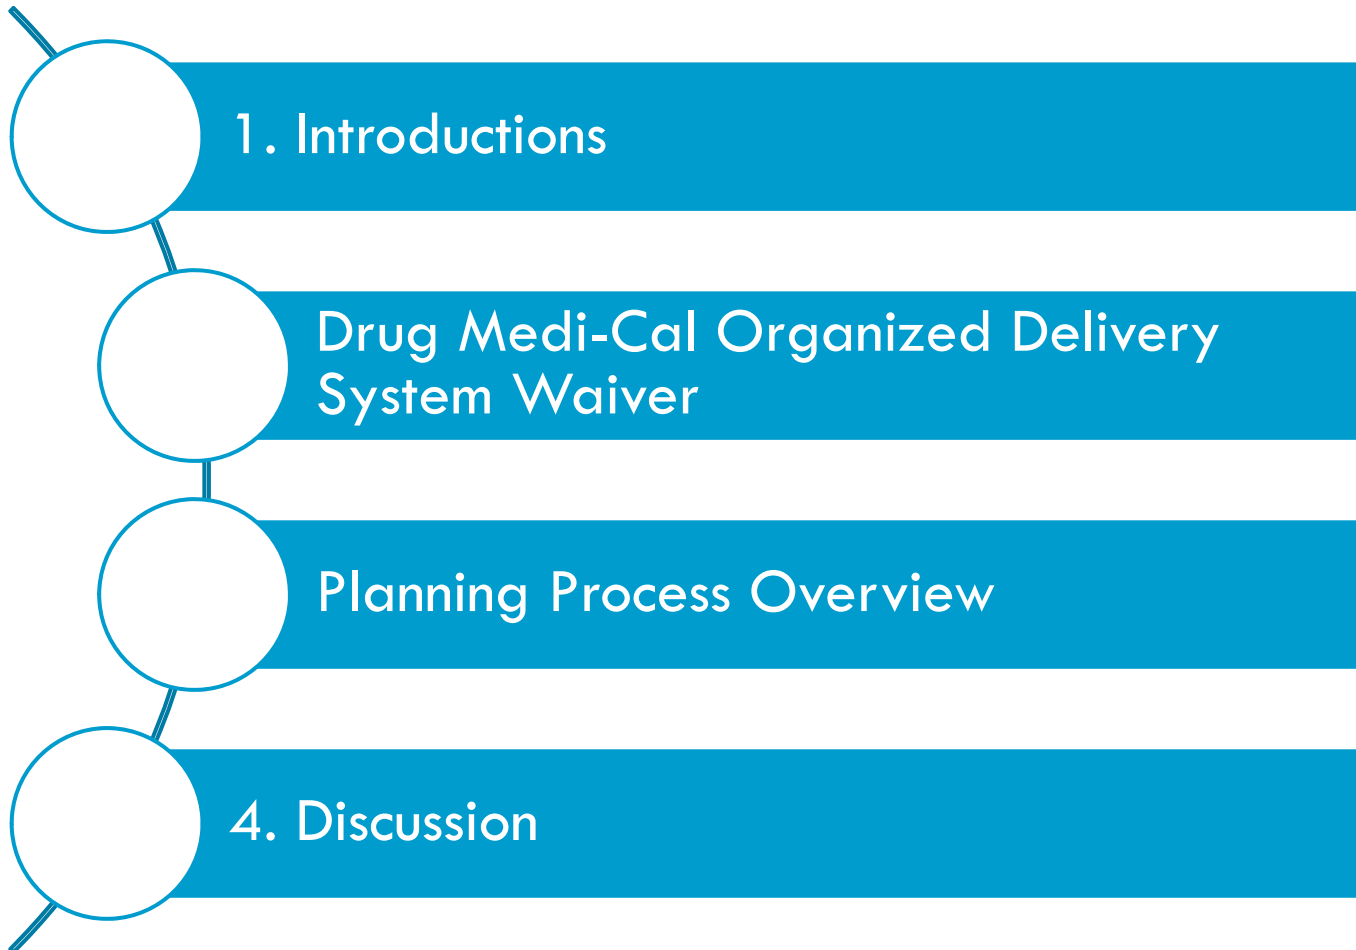 1. Introductions
Drug Medi-Cal Organized Delivery
System Waiver
Planning Process Overview
4. Discussion